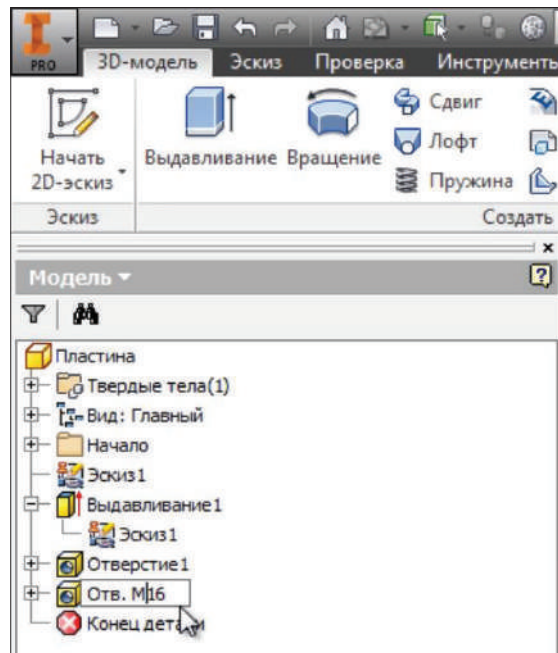 PRO
3D-модель Эскиз Проверка Инструменты
Начать 2D-эскиз
Выдавливание Вращение
Сдвиг
Лофт
Пружина
Эскиз Создать
Модель
Пластина
Твердые тела(1)
Вид: Главный
Начало
Эскиз1
Выдавливание1
Эскиз1
Отверстие1
Отв. М16
Конец детали